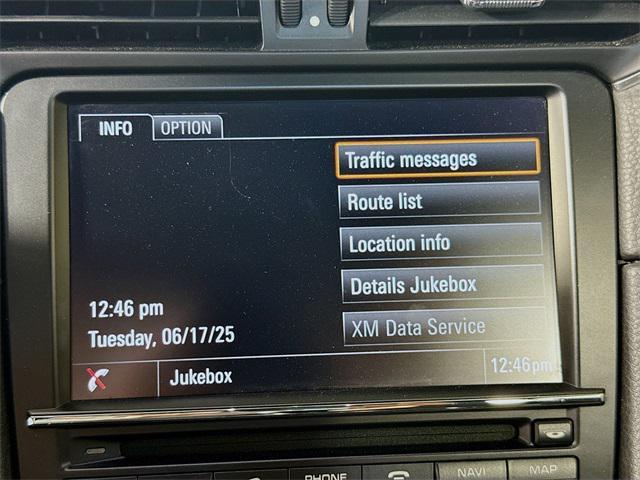 INFO OPTION
Traffic messages
Route list
Location info
Details Jukebox
XM Data Service
12:46 pm
Tuesday, 06/17/25
Jukebox 12:46pm
PHONE NAVI MAP